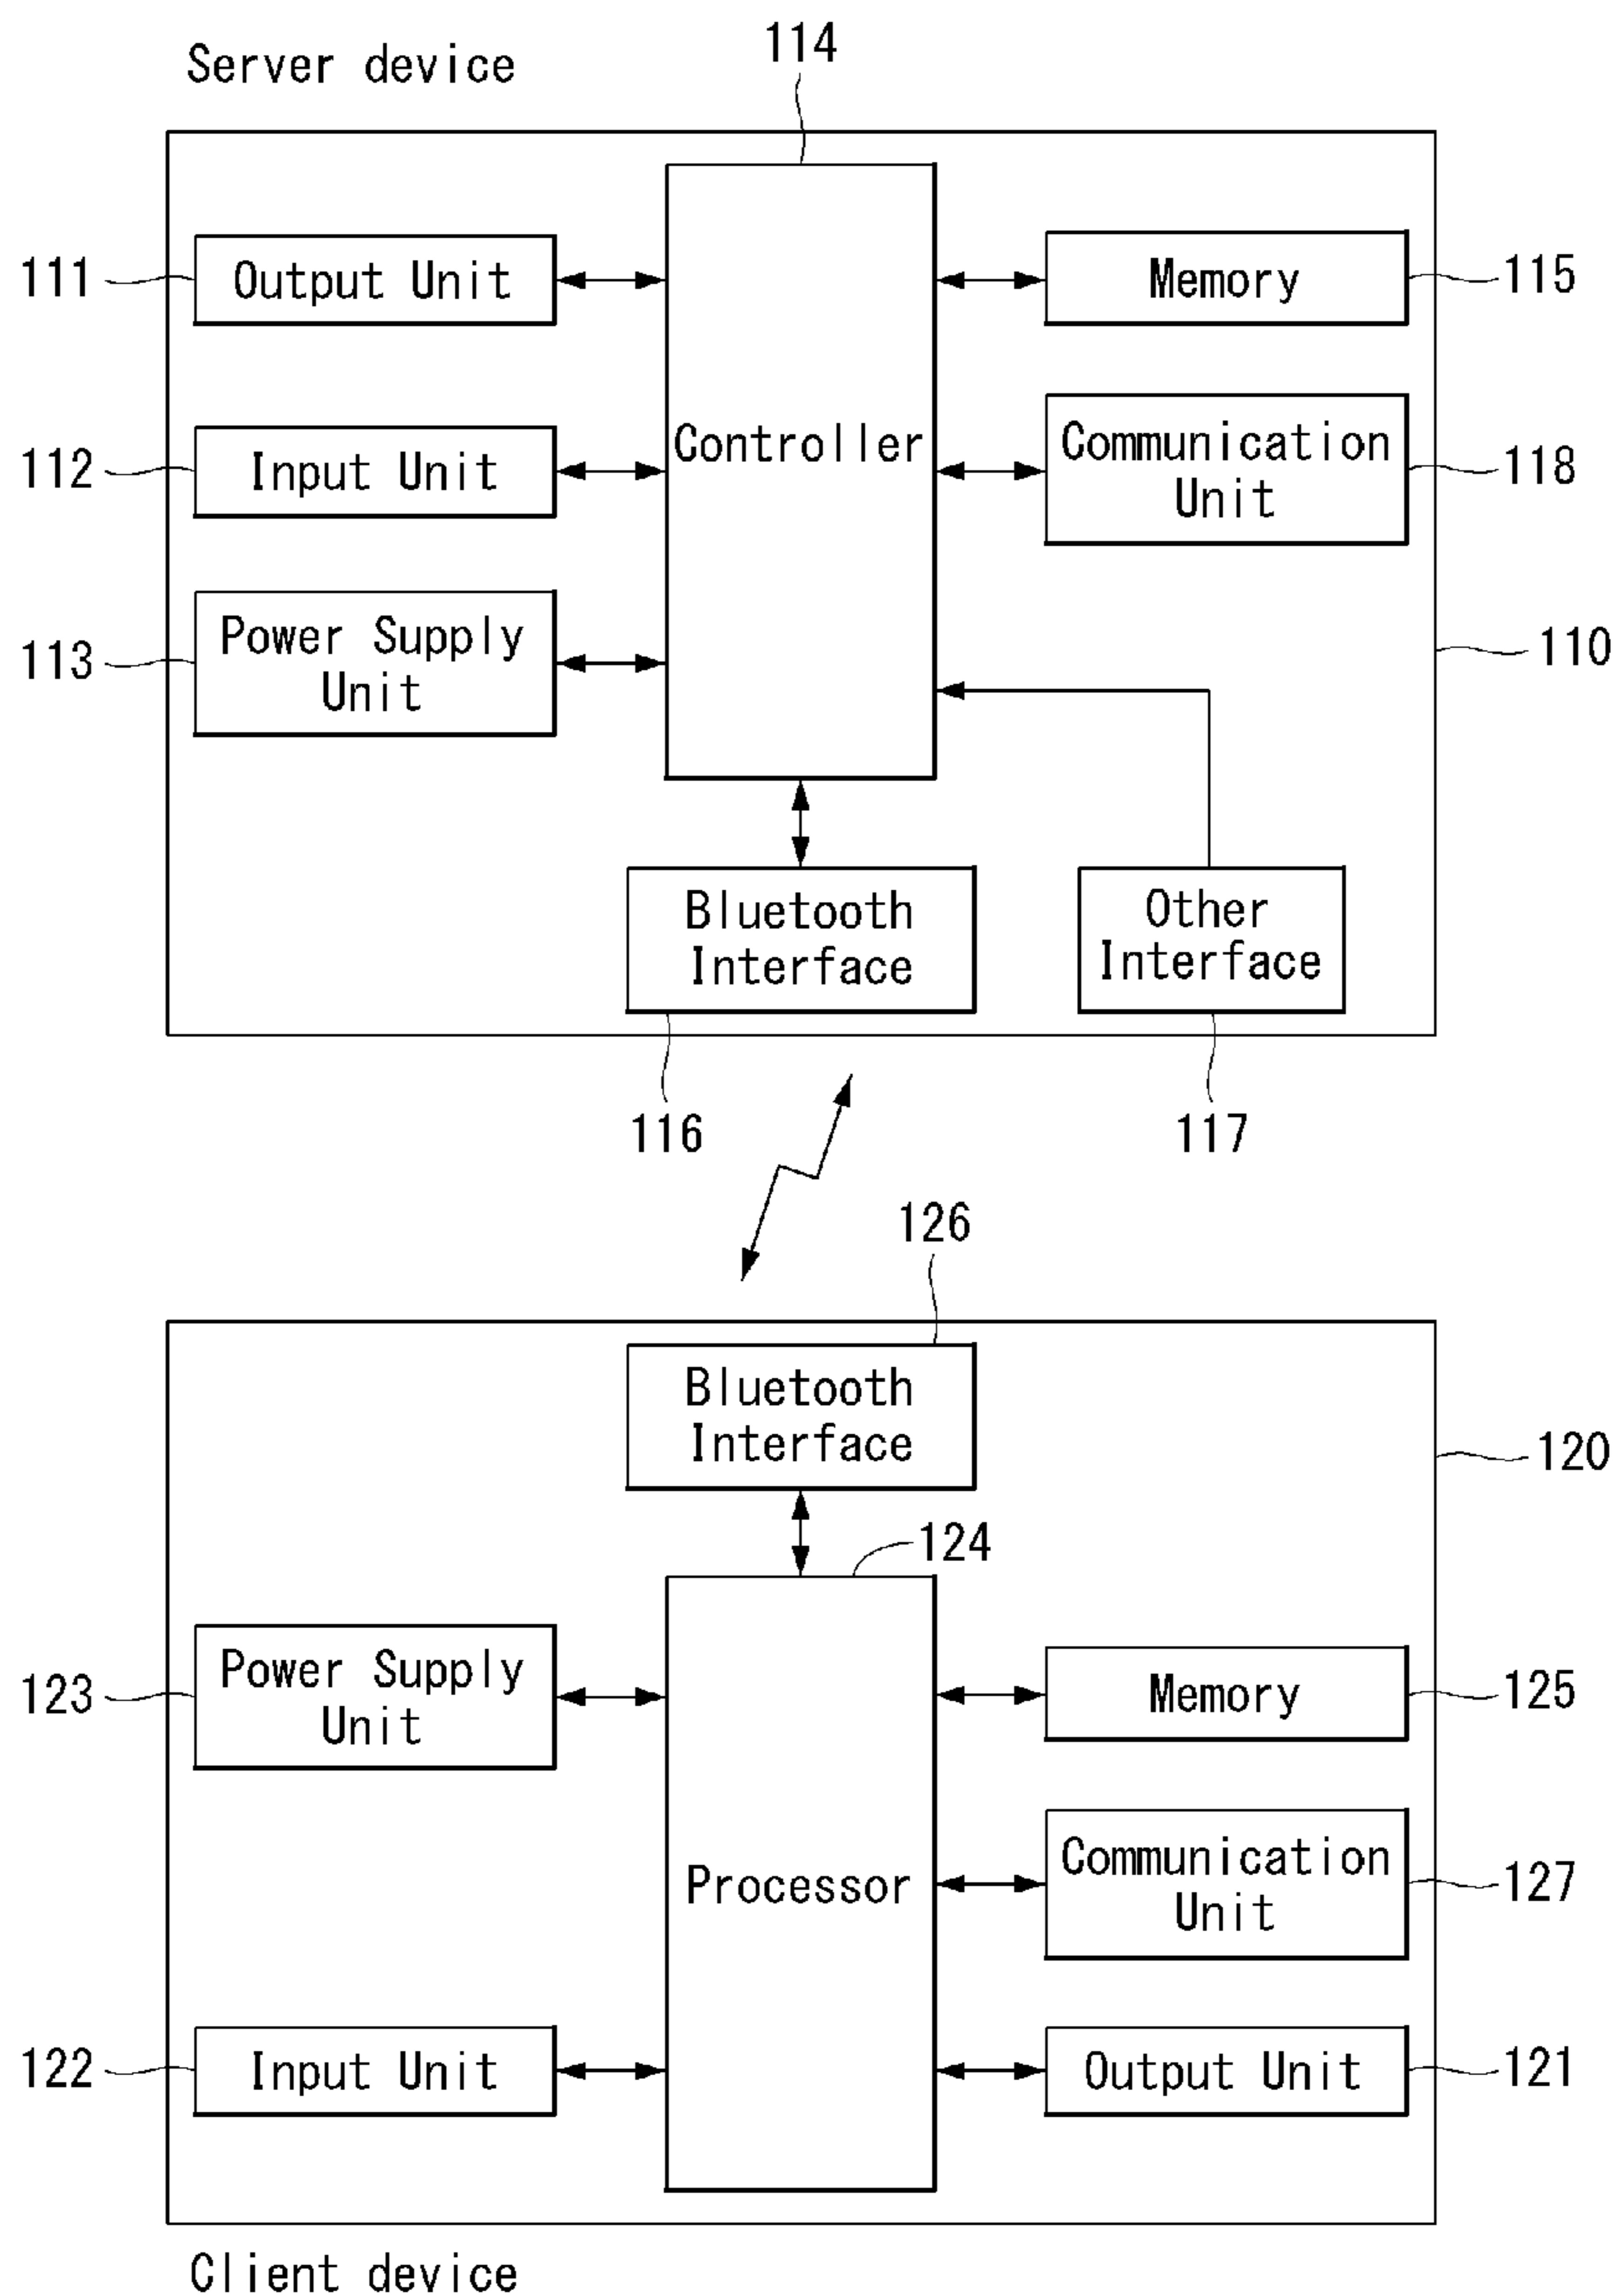 Server device
114
111
Output Unit
Memory
115
112
Input Unit
Controller
Communication
Unit
118
113
Power Supply
Unit
110
Bluetooth
Interface
Other
Interface
116
117
126
Bluetooth
Interface
120
124
123
Power Supply
Unit
Memory
125
Processor
Communication
Unit
127
122
Input Unit
Output Unit
121
Client device